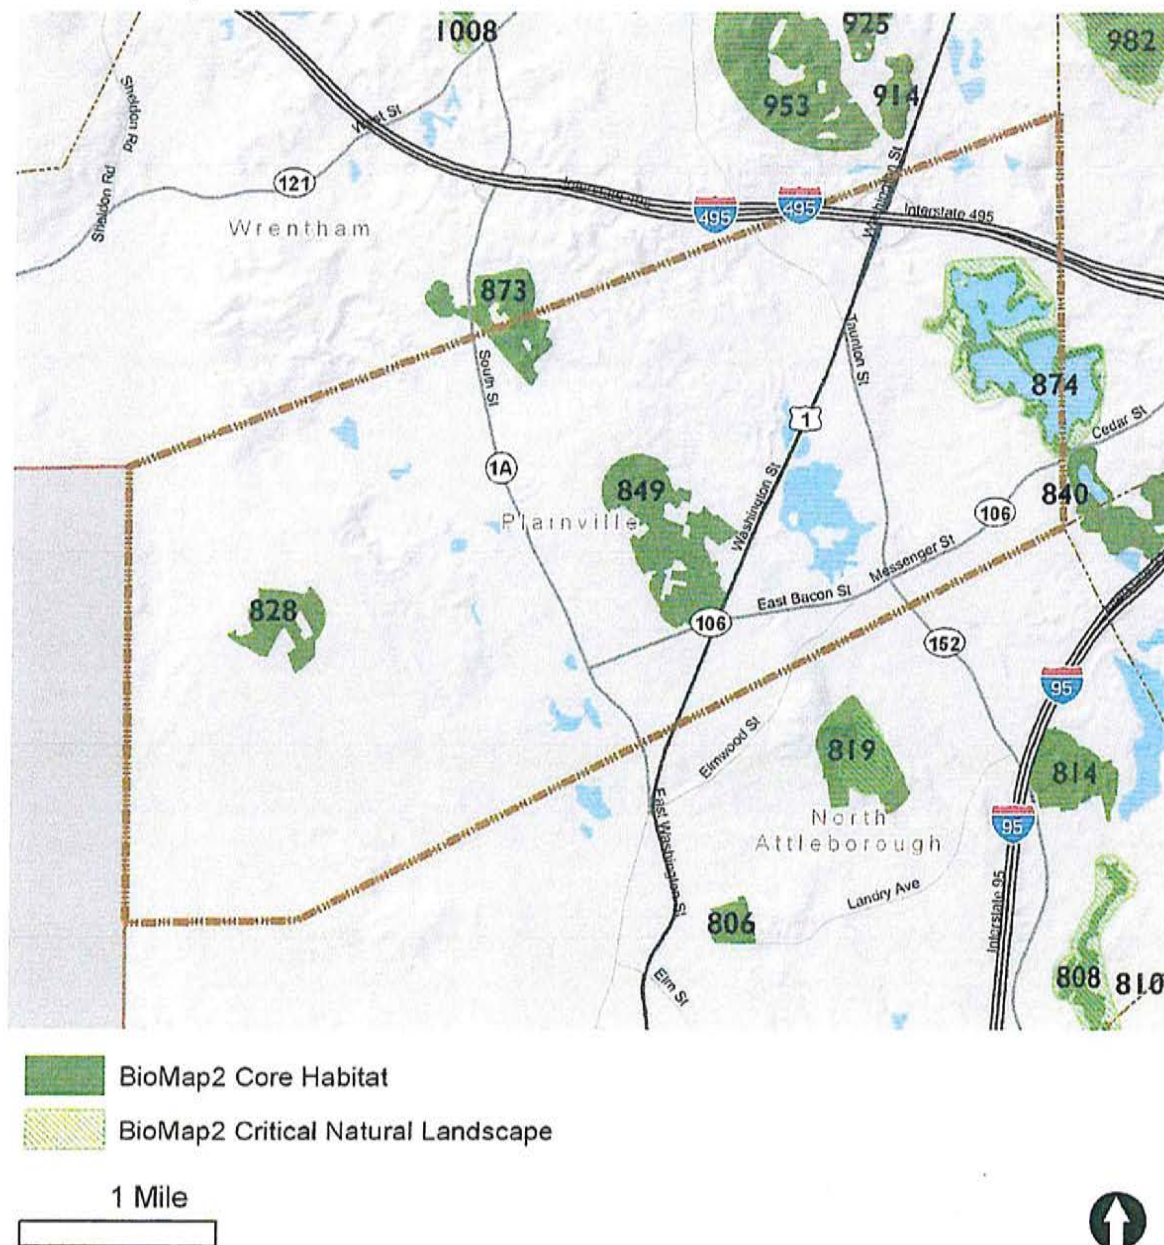 1008
925
982
953
914
Sheldon Rd
West St
121
Sheldon Rd
Wrentham
495
495
Washington St
Interstate 495
873
South St
Taunton St
874
1
Cedar St
1A
849
Plainville
Washington St
840
106
Messenger St
East Bacon St
828
106
152
95
Elmwood St
819
814
95
North
Attleborough
East Washington St
Landry Ave
806
Interstate 95
Elm St
808
810
BioMap2 Core Habitat
BioMap2 Critical Natural Landscape
1 Mile